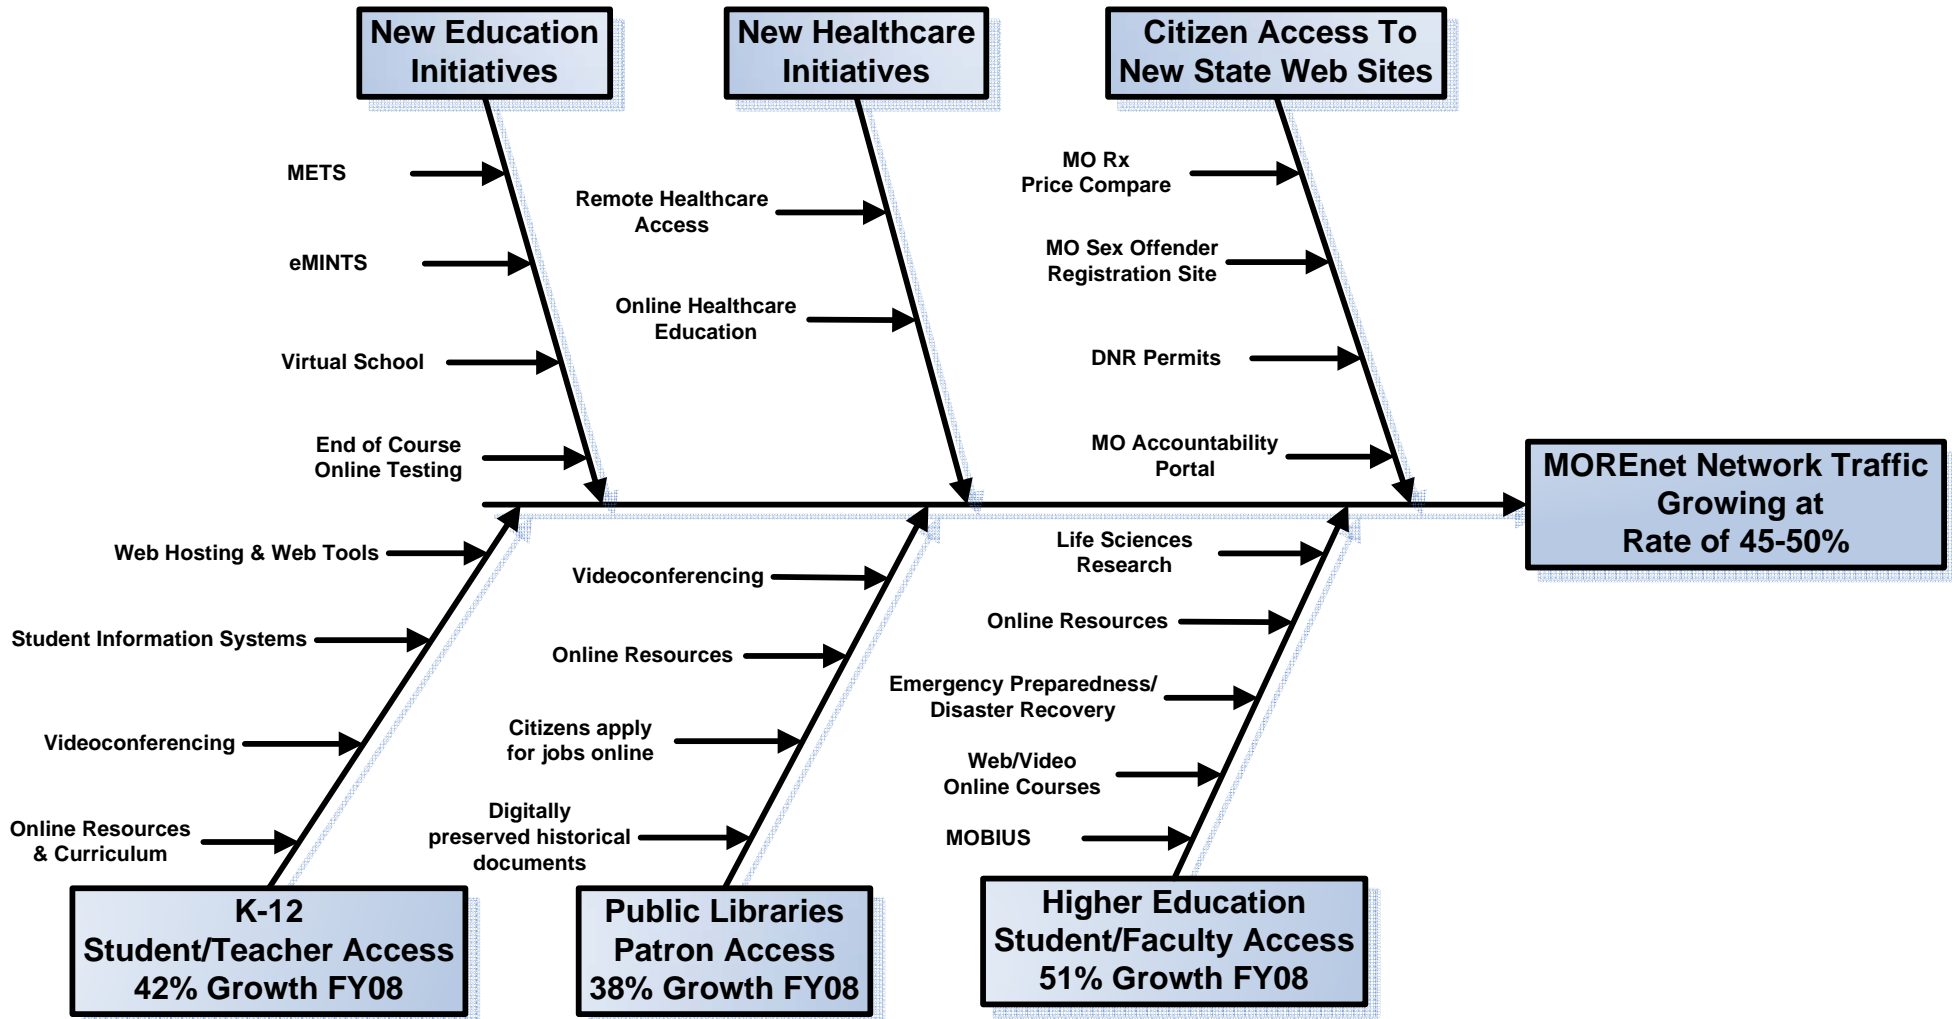 New Education
Initiatives
New Healthcare
Initiatives
Citizen Access To
New State Web Sites
METS
eMINTS
Virtual School
End of Course
Online Testing
Remote Healthcare
Access
Online Healthcare
Education
MO Rx
Price Compare
MO Sex Offender
Registration Site
DNR Permits
MO Accountability
Portal
MOREnet Network Traffic
Growing at
Rate of 45-50%
Web Hosting & Web Tools
Student Information Systems
Videoconferencing
Online Resources
& Curriculum
Videoconferencing
Online Resources
Citizens apply
for jobs online
Digitally
preserved historical
documents
Life Sciences
Research
Online Resources
Emergency Preparedness/
Disaster Recovery
Web/Video
Online Courses
MOBIUS
K-12
Student/Teacher Access
42% Growth FY08
Public Libraries
Patron Access
38% Growth FY08
Higher Education
Student/Faculty Access
51% Growth FY08